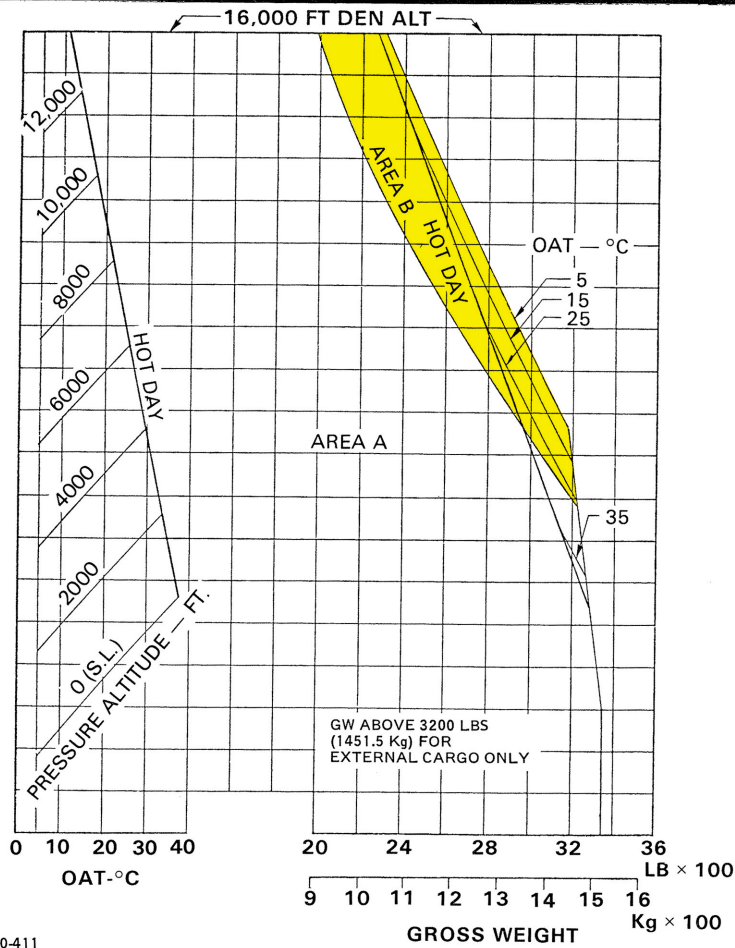 16,000 FT DEN ALT
12,000
10,000
8000
6000
4000
2000
0 (S.L.)
PRESSURE ALTITUDE — FT.
HOT DAY
AREA B
HOT DAY
OAT — °C
5
15
25
AREA A
35
GW ABOVE 3200 LBS
(1451.5 Kg) FOR
EXTERNAL CARGO ONLY
0 10 20 30 40
OAT-°C
20 24 28 32 36
LB × 100
9 10 11 12 13 14 15 16
Kg × 100
GROSS WEIGHT
0-411